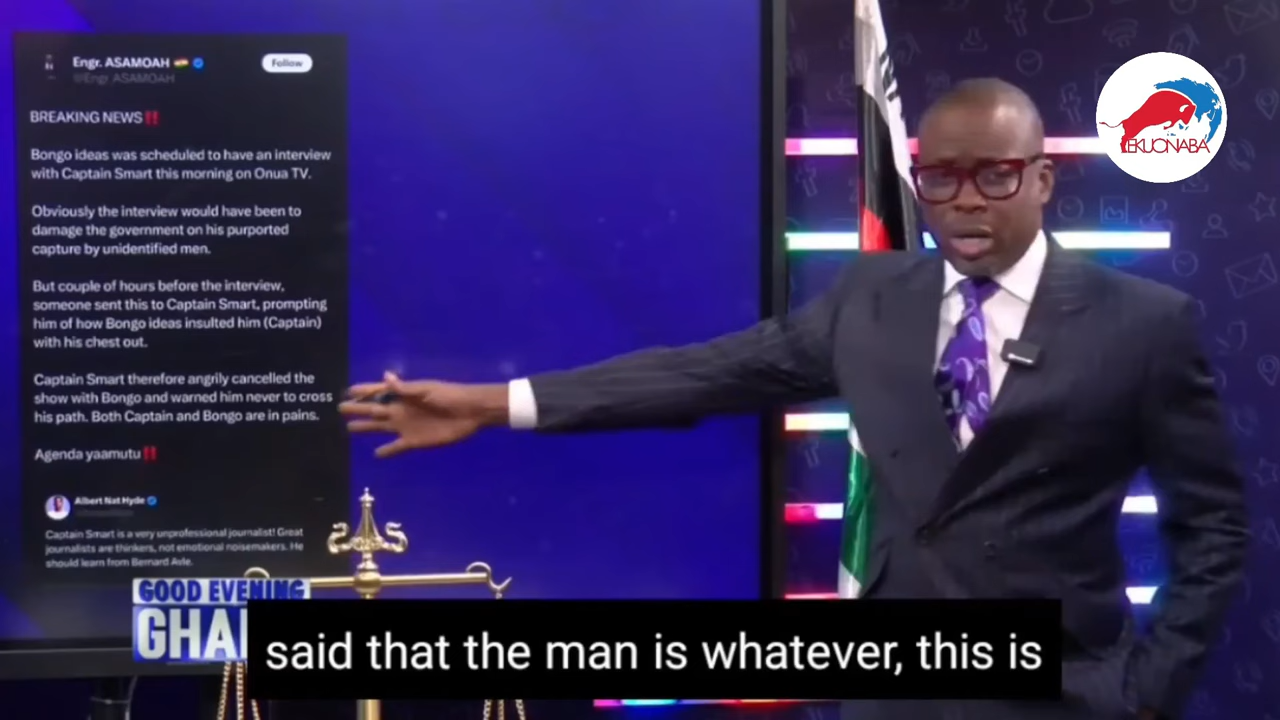 Engr. ASAMOAH
@Engr_ASAMOAH
Follow
BREAKING NEWS‼️
Bongo ideas was scheduled to have an interview
with Captain Smart this morning on Onua TV.
Obviously the interview would have been to
damage the government on his purported
capture by unidentified men.
But couple of hours before the interview,
someone sent this to Captain Smart, prompting
him of how Bongo ideas insulted him (Captain)
with his chest out.
Captain Smart therefore angrily cancelled the
show with Bongo and warned him never to cross
his path. Both Captain and Bongo are in pains.
Agenda yaamutu‼️
Albert Nat Hyde
Captain Smart is a very unprofessional journalist! Great
journalists are thinkers, not emotional noisemakers. He
should learn from Bernard Avle.
EKUONABA
GOOD EVENING
GHA
said that the man is whatever, this is